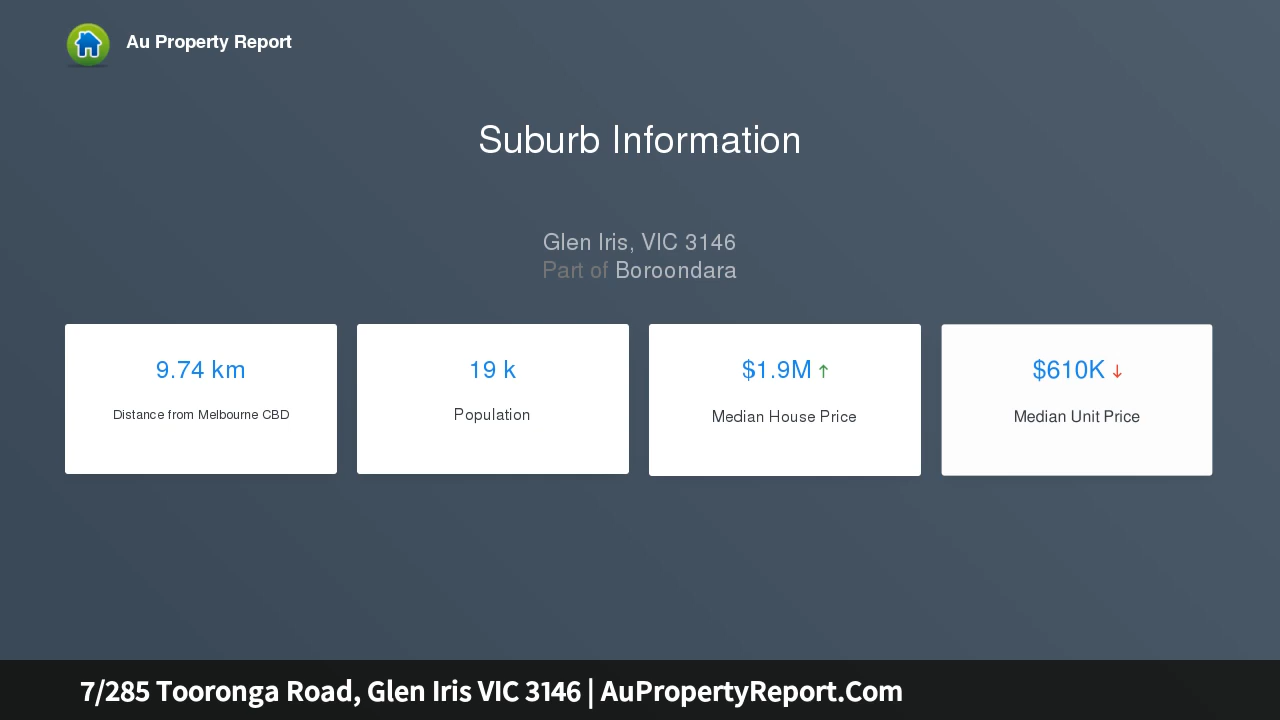 Au Property Report
Suburb Information
Glen Iris, VIC 3146
Part of Boroondara
9.74 km
Distance from Melbourne CBD
19 k
Population
$1.9M ↑
Median House Price
$610K ↓
Median Unit Price
7/285 Tooronga Road, Glen Iris VIC 3146 | AuPropertyReport.Com